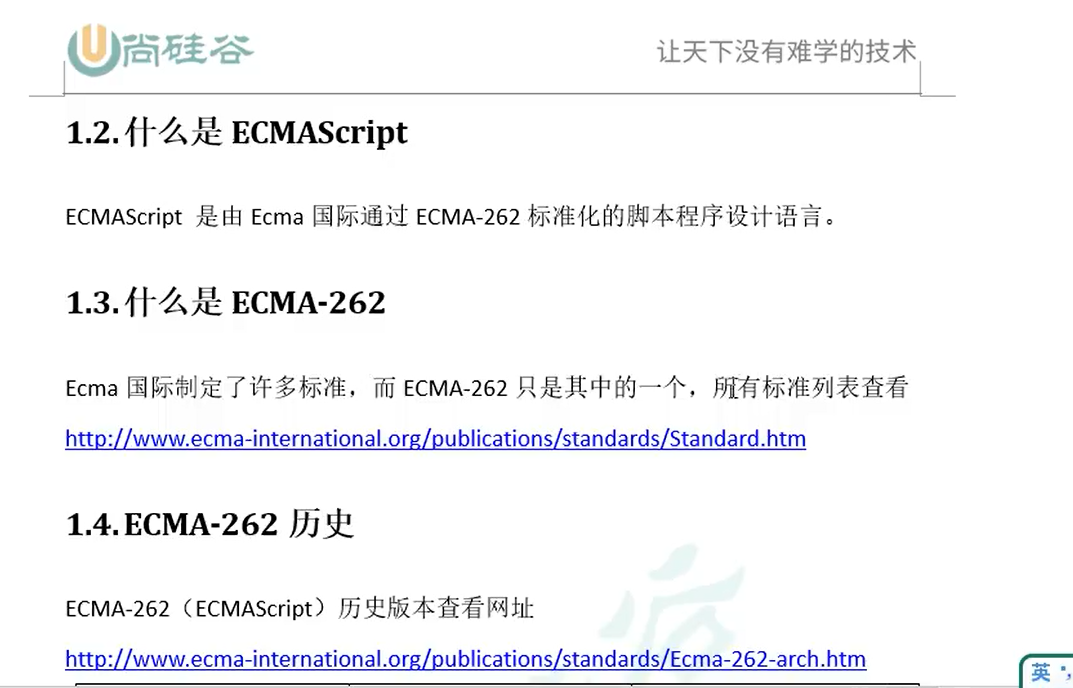 尚硅谷
让天下没有难学的技术
1.2.什么是 ECMAScript
ECMAScript 是由 Ecma 国际通过 ECMA-262 标准化的脚本程序设计语言。
1.3.什么是 ECMA-262
Ecma 国际制定了许多标准，而 ECMA-262 只是其中的一个，所有标准列表查看
http://www.ecma-international.org/publications/standards/Standard.htm
1.4.ECMA-262 历史
ECMA-262（ECMAScript）历史版本查看网址
http://www.ecma-international.org/publications/standards/Ecma-262-arch.htm
英